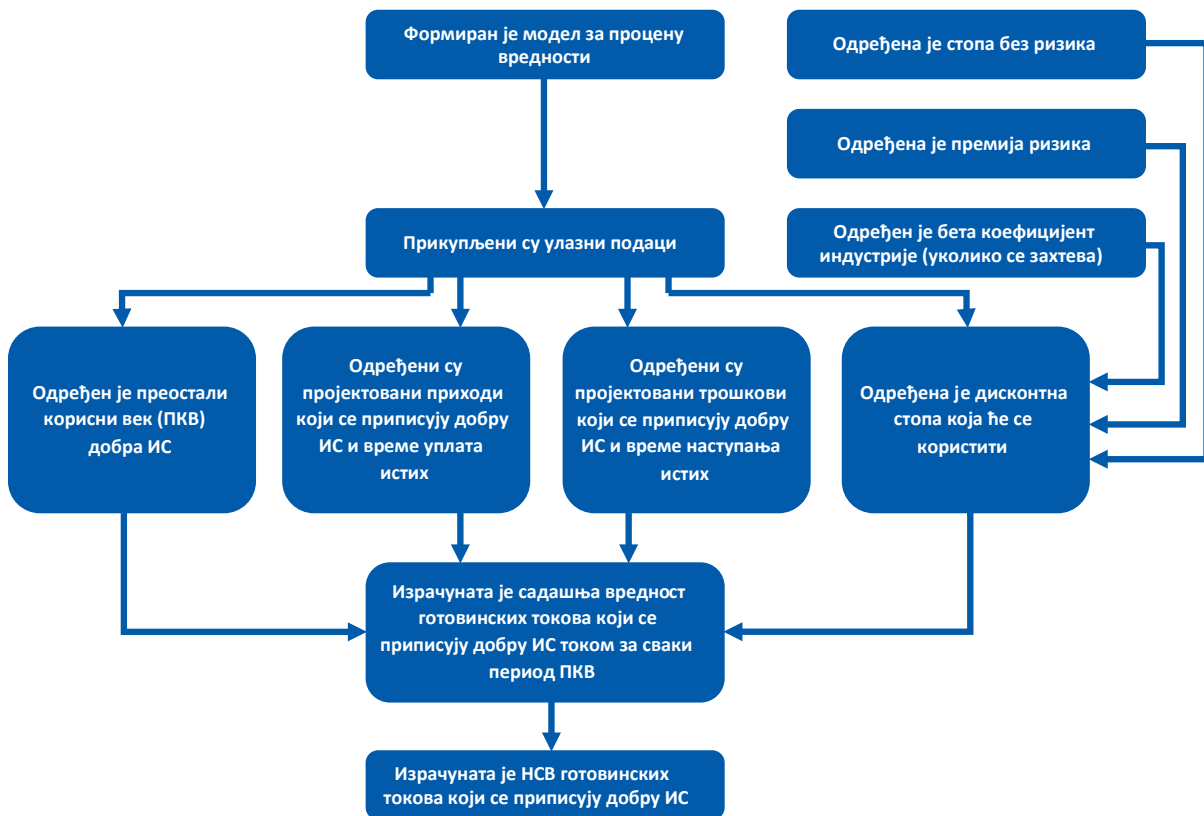 Формиран је модел за процену
вредности
Одређена је стопа без ризика
Одређена је премија ризика
Прикупљени су улазни подаци
Одређен је бета коефицијент
индустрије (уколико се захтева)
Одређен је преостали
корисни век (ПКВ)
добра ИС
Одређени су
пројектовани приходи
који се приписују добру
ИС и време уплата
истих
Одређени су
пројектовани трошкови
који се приписују добру
ИС и време наступања
истих
Одређена је дисконтна
стопа која ће се
користити
Израчуната је садашња вредност
готовинских токова који се
приписују добру ИС током за сваки
период ПКВ
Израчуната је НСВ готовинских
токова који се приписују добру ИС